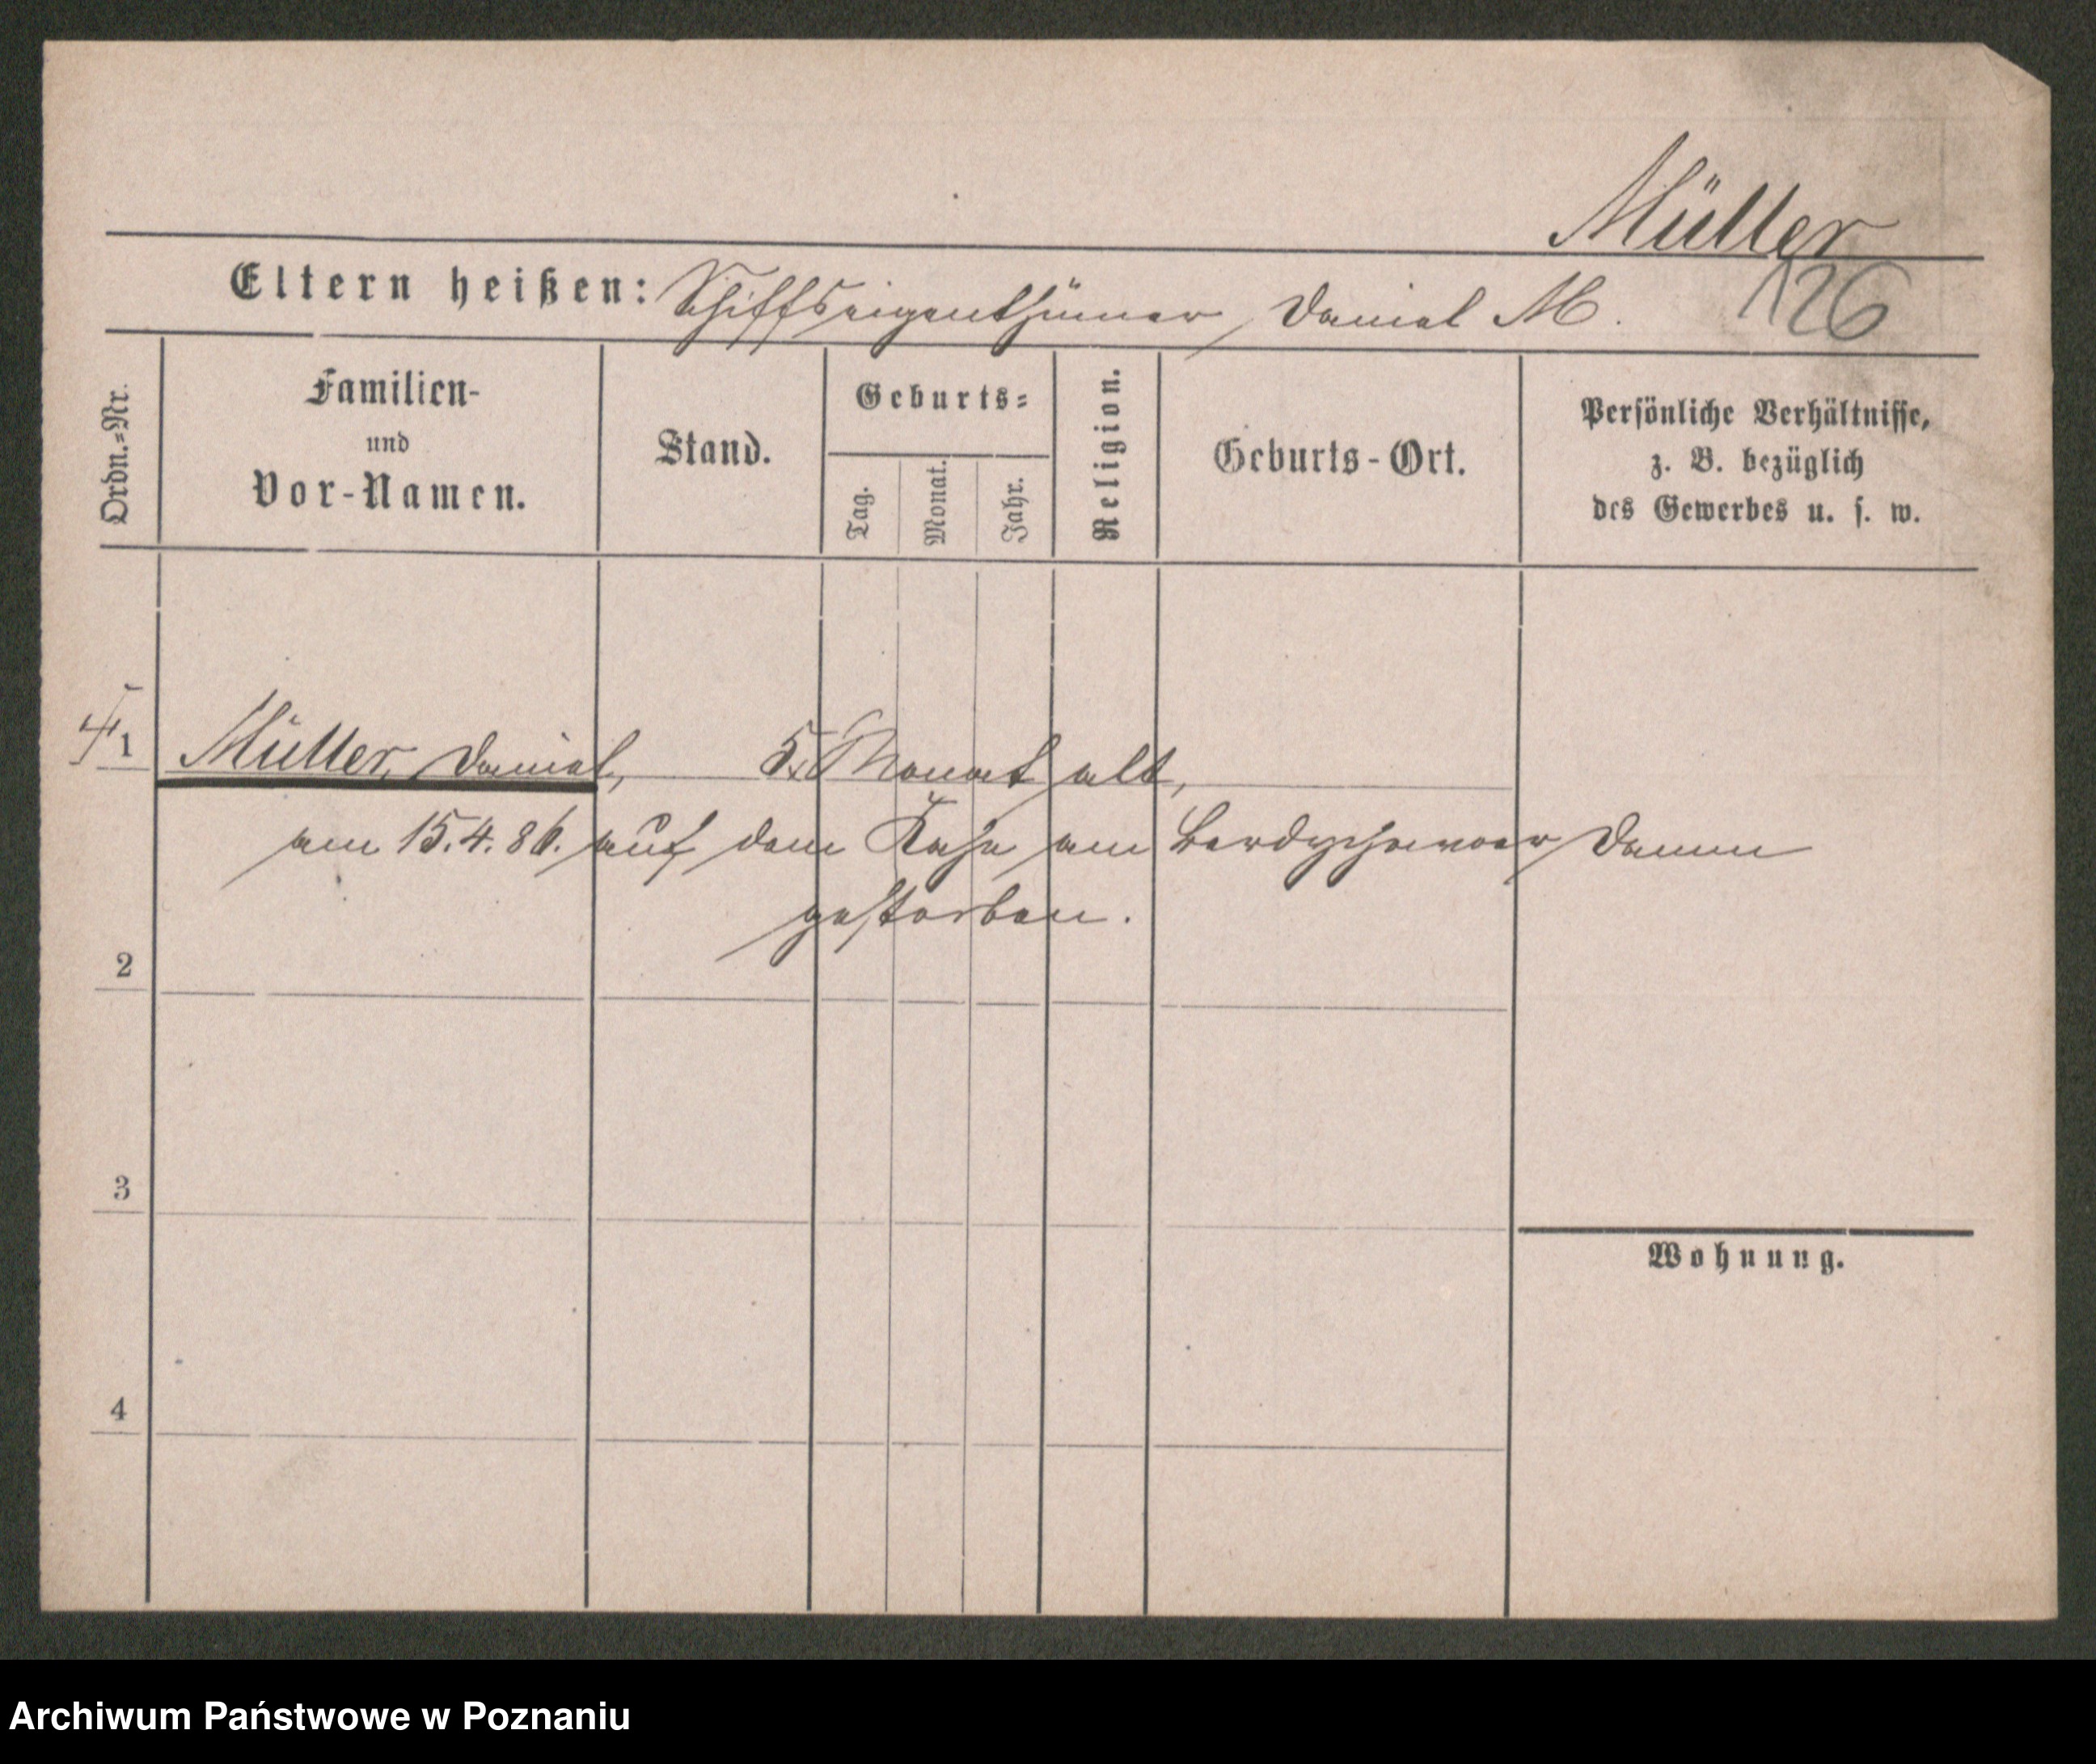 Müller
126
Eltern heißen: Schiffseigenthümer Daniel M.
Ordn.=Nr.
Familien-
und
Vor-Namen.
Stand.
Geburts=
Tag.
Monat.
Jahr.
Religion.
Geburts-Ort.
Persönliche Verhältnisse,
z. B. bezüglich
des Gewerbes u. s. w.
1 Müller, Daniel, 5 Monat alt,
am 15.4.86. auf dem Kahn am Berdychowoer Damm
gestorben.
2
3
Wohnung.
4
Archiwum Państwowe w Poznaniu